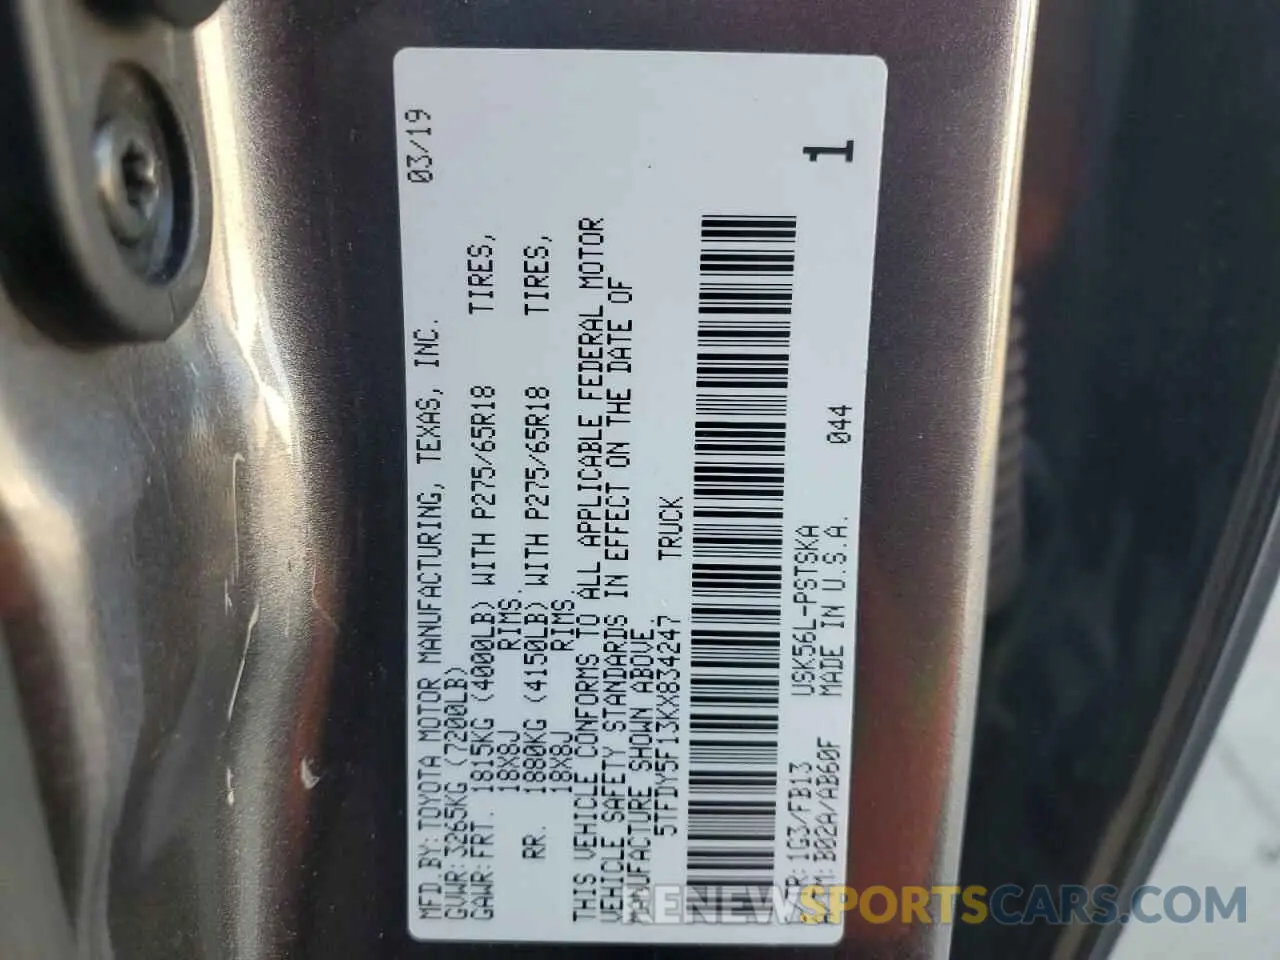 MFD.BY:TOYOTA MOTOR MANUFACTURING, TEXAS, INC. 03/19
GVWR:3265KG (7200LB)
GAWR:FRT. 1815KG (4000LB) WITH P275/65R18 TIRES,
18X8J RIMS.
RR. 1880KG (4150LB) WITH P275/65R18 TIRES,
18X8J RIMS.
THIS VEHICLE CONFORMS TO ALL APPLICABLE FEDERAL MOTOR
VEHICLE SAFETY STANDARDS IN EFFECT ON THE DATE OF
MANUFACTURE SHOWN ABOVE.
5TFDY5F13KX834247 TRUCK
1
:1G3/FB13 USK56L-PSTSKA
:B02A/AB60F MADE IN U.S.A. 044
RENEWSPORTSCARS.COM